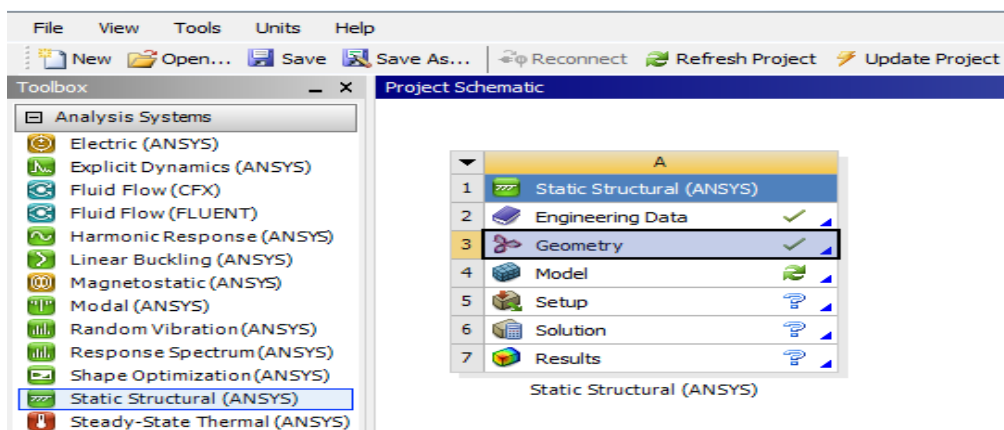 File View Tools Units Help
New Open... Save Save As... Reconnect Refresh Project Update Project
Toolbox
Project Schematic
Analysis Systems
Electric (ANSYS)
Explicit Dynamics (ANSYS)
Fluid Flow (CFX)
Fluid Flow (FLUENT)
Harmonic Response (ANSYS)
Linear Buckling (ANSYS)
Magnetostatic (ANSYS)
Modal (ANSYS)
Random Vibration (ANSYS)
Response Spectrum (ANSYS)
Shape Optimization (ANSYS)
Static Structural (ANSYS)
Steady-State Thermal (ANSYS)
A
1 Static Structural (ANSYS)
2 Engineering Data
3 Geometry
4 Model
5 Setup
6 Solution
7 Results
Static Structural (ANSYS)